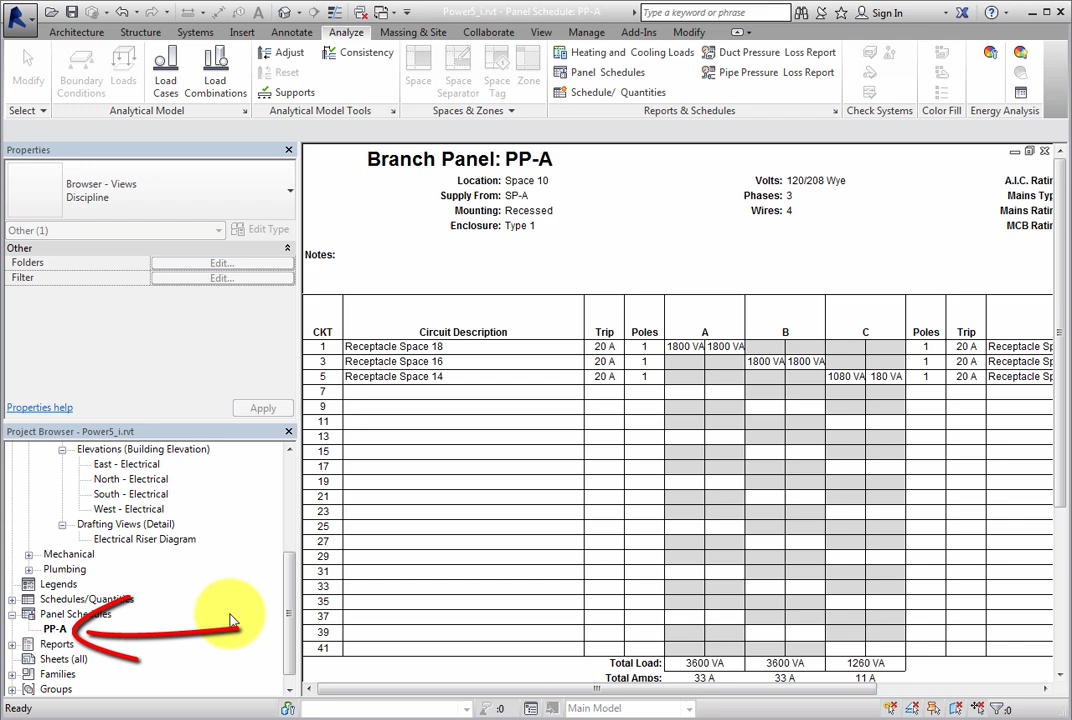 Power5_i.rvt - Panel Schedule: PP-A
Type a keyword or phrase
Sign In
Architecture Structure Systems Insert Annotate Analyze Massing & Site Collaborate View Manage Add-Ins Modify
Modify
Boundary Conditions
Loads
Load Cases
Load Combinations
Adjust
Reset
Supports
Consistency
Space
Space Separator
Space Tag
Zone
Heating and Cooling Loads
Panel Schedules
Schedule/ Quantities
Duct Pressure Loss Report
Pipe Pressure Loss Report
Select
Analytical Model
Analytical Model Tools
Spaces & Zones
Reports & Schedules
Check Systems
Color Fill
Energy Analysis
Properties
Browser - Views
Discipline
Other (1)
Edit Type
Other
Folders Edit...
Filter Edit...
Properties help
Apply
Project Browser - Power5_i.rvt
Elevations (Building Elevation)
East - Electrical
North - Electrical
South - Electrical
West - Electrical
Drafting Views (Detail)
Electrical Riser Diagram
Mechanical
Plumbing
Legends
Schedules/Quantities
Panel Schedules
PP-A
Reports
Sheets (all)
Families
Groups
Branch Panel: PP-A
Location: Space 10
Supply From: SP-A
Mounting: Recessed
Enclosure: Type 1
Volts: 120/208 Wye
Phases: 3
Wires: 4
A.I.C. Ratin
Mains Typ
Mains Ratin
MCB Ratin
Notes:
CKT Circuit Description Trip Poles A B C Poles Trip
1 Receptacle Space 18 20 A 1 1800 VA 1800 VA 1 20 A Receptacle Sp
3 Receptacle Space 16 20 A 1 1800 VA 1800 VA 1 20 A Receptacle Sp
5 Receptacle Space 14 20 A 1 1080 VA 180 VA 1 20 A Receptacle Sp
7
9
11
13
15
17
19
21
23
25
27
29
31
33
35
37
39
41
Total Load: 3600 VA 3600 VA 1260 VA
Total Amps: 33 A 33 A 11 A
Ready
:0
Main Model
:0